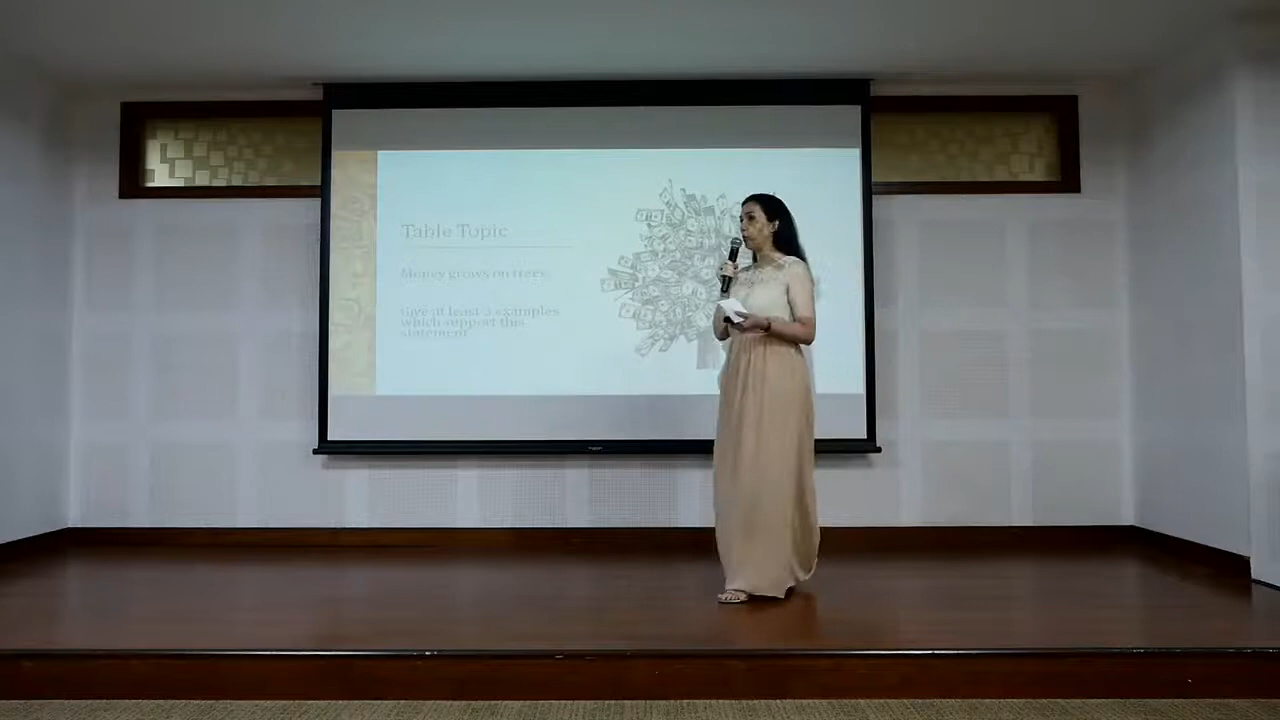 Table Topic
Money grows on trees
Give at least 3 examples
which support this
statement